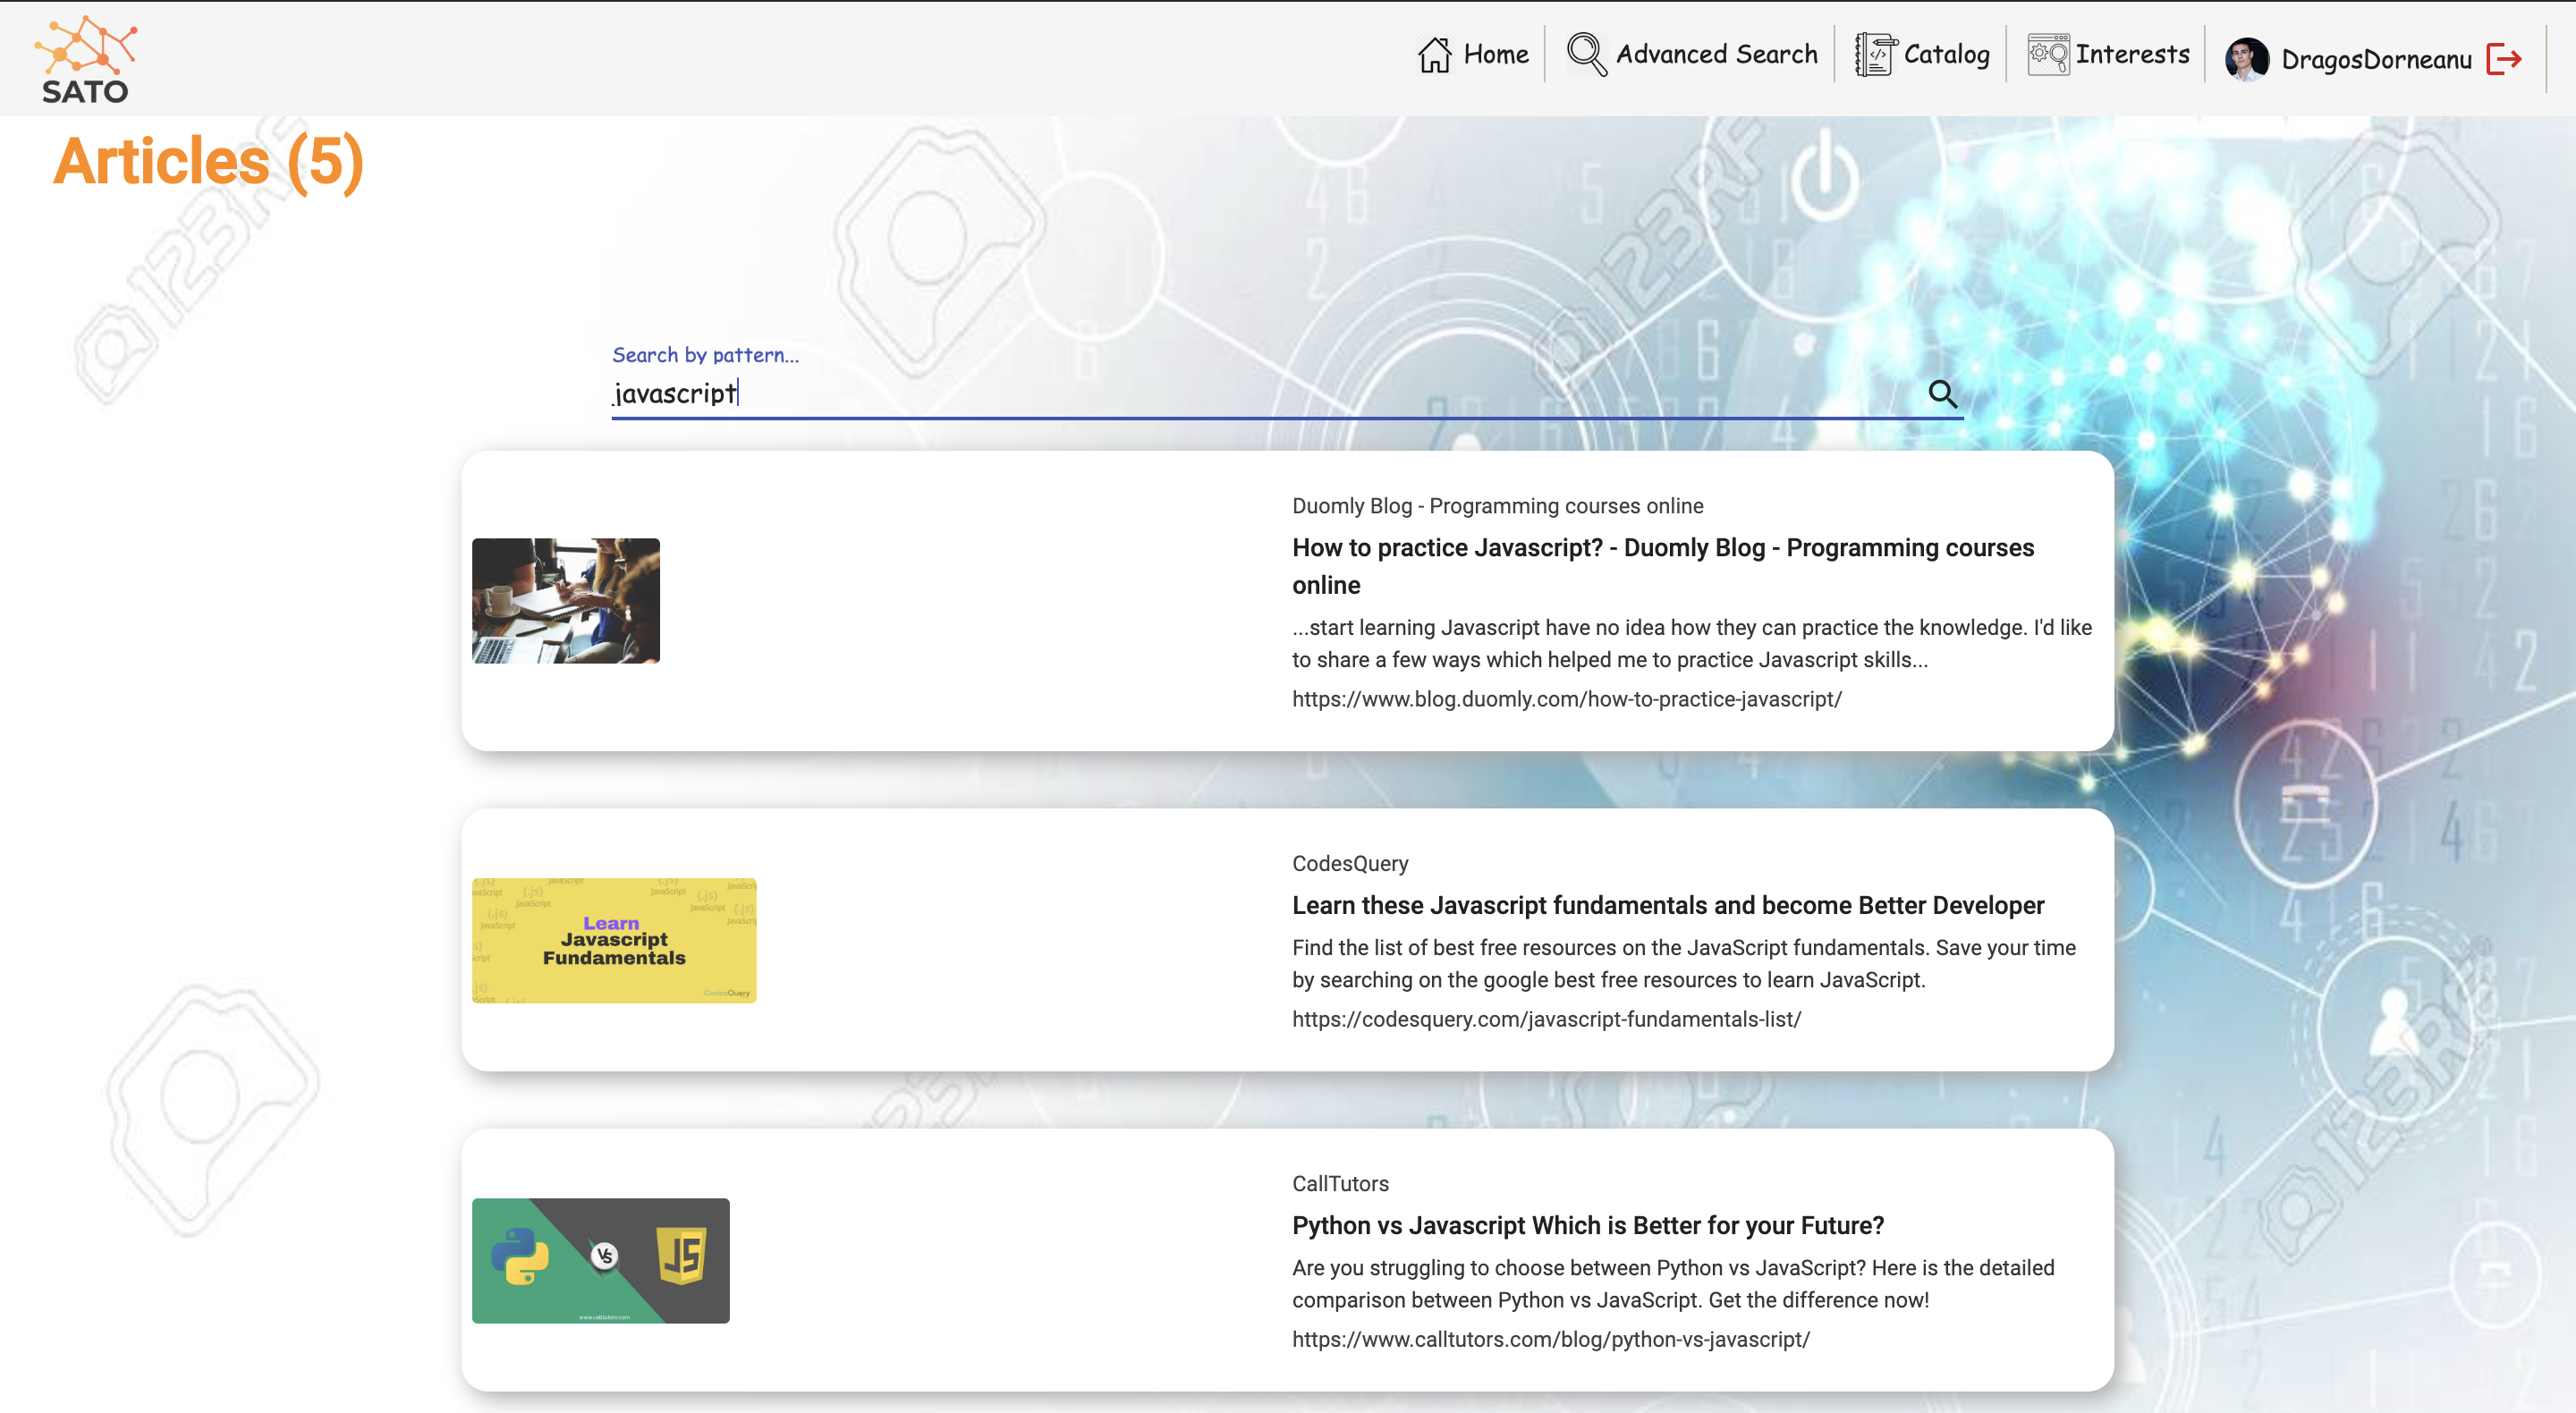 SATO
Home
Advanced Search
Catalog
Interests
DragosDorneanu
Articles (5)
Search by pattern...
javascript
Duomly Blog - Programming courses online
How to practice Javascript? - Duomly Blog - Programming courses
online
...start learning Javascript have no idea how they can practice the knowledge. I'd like
to share a few ways which helped me to practice Javascript skills...
https://www.blog.duomly.com/how-to-practice-javascript/
Learn
Javascript
Fundamentals
CodesQuery
CodesQuery
Learn these Javascript fundamentals and become Better Developer
Find the list of best free resources on the JavaScript fundamentals. Save your time
by searching on the google best free resources to learn JavaScript.
https://codesquery.com/javascript-fundamentals-list/
VS
JS
www.calltutors.com
CallTutors
Python vs Javascript Which is Better for your Future?
Are you struggling to choose between Python vs JavaScript? Here is the detailed
comparison between Python vs JavaScript. Get the difference now!
https://www.calltutors.com/blog/python-vs-javascript/
123RF
123RF
123RF